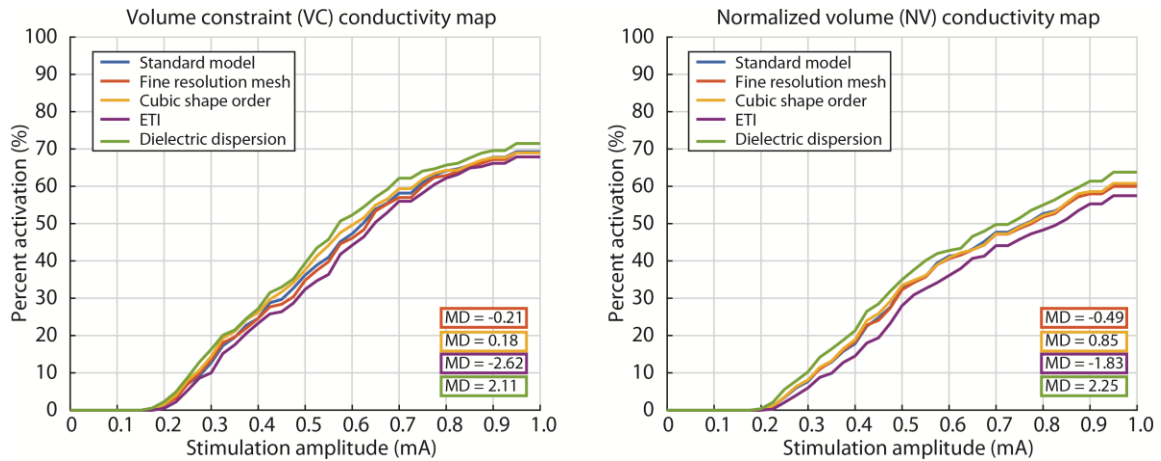 Volume constraint (VC) conductivity map
100
90
80
70
60
50
40
30
20
10
0
Percent activation (%)
Standard model
Fine resolution mesh
Cubic shape order
ETI
Dielectric dispersion
MD = -0.21
MD = 0.18
MD = -2.62
MD = 2.11
0 0.1 0.2 0.3 0.4 0.5 0.6 0.7 0.8 0.9 1.0
Stimulation amplitude (mA)
Normalized volume (NV) conductivity map
100
90
80
70
60
50
40
30
20
10
0
Percent activation (%)
Standard model
Fine resolution mesh
Cubic shape order
ETI
Dielectric dispersion
MD = -0.49
MD = 0.85
MD = -1.83
MD = 2.25
0 0.1 0.2 0.3 0.4 0.5 0.6 0.7 0.8 0.9 1.0
Stimulation amplitude (mA)